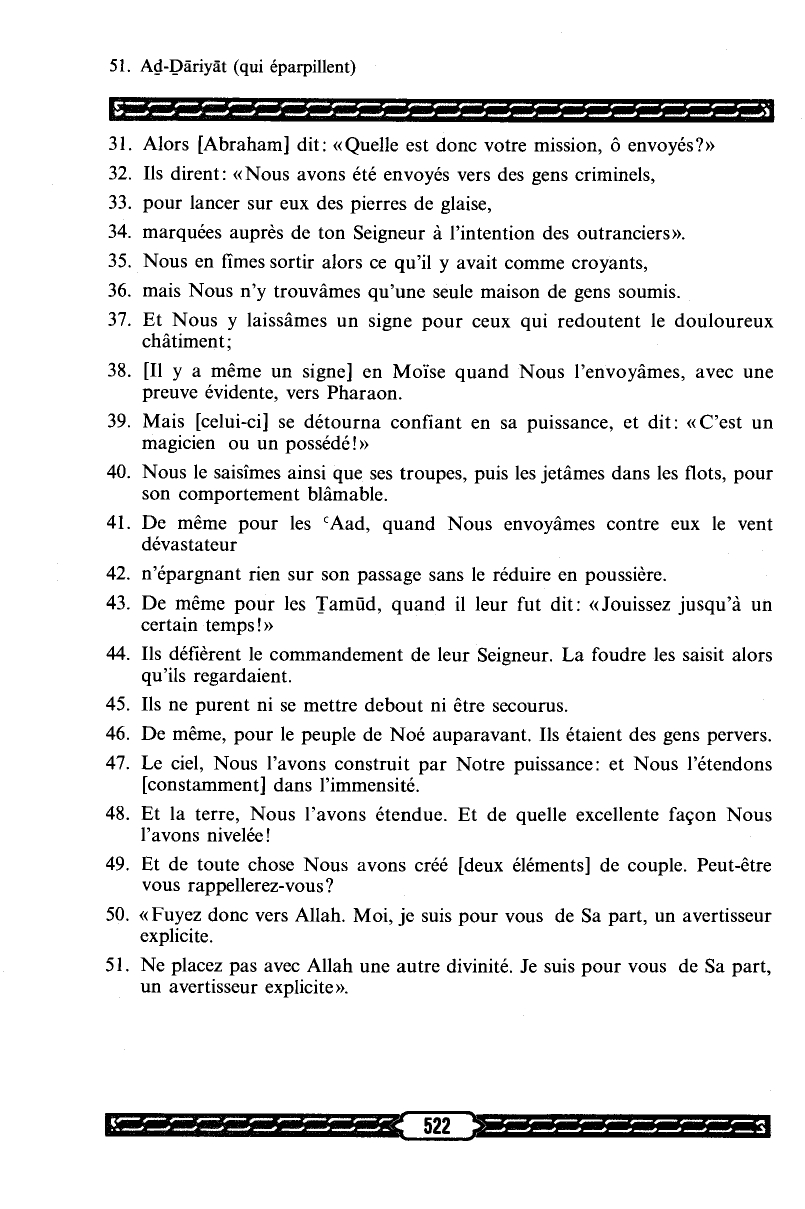 51. Aḏ-Ḏāriyāt (qui éparpillent)
31. Alors [Abraham] dit: «Quelle est donc votre mission, ô envoyés?»
32. Ils dirent: «Nous avons été envoyés vers des gens criminels,
33. pour lancer sur eux des pierres de glaise,
34. marquées auprès de ton Seigneur à l'intention des outranciers».
35. Nous en fîmes sortir alors ce qu'il y avait comme croyants,
36. mais Nous n'y trouvâmes qu'une seule maison de gens soumis.
37. Et Nous y laissâmes un signe pour ceux qui redoutent le douloureux
châtiment;
38. [Il y a même un signe] en Moïse quand Nous l'envoyâmes, avec une
preuve évidente, vers Pharaon.
39. Mais [celui-ci] se détourna confiant en sa puissance, et dit: «C'est un
magicien ou un possédé!»
40. Nous le saisîmes ainsi que ses troupes, puis les jetâmes dans les flots, pour
son comportement blâmable.
41. De même pour les ᶜAad, quand Nous envoyâmes contre eux le vent
dévastateur
42. n'épargnant rien sur son passage sans le réduire en poussière.
43. De même pour les Ṯamūd, quand il leur fut dit: «Jouissez jusqu'à un
certain temps!»
44. Ils défièrent le commandement de leur Seigneur. La foudre les saisit alors
qu'ils regardaient.
45. Ils ne purent ni se mettre debout ni être secourus.
46. De même, pour le peuple de Noé auparavant. Ils étaient des gens pervers.
47. Le ciel, Nous l'avons construit par Notre puissance: et Nous l'étendons
[constamment] dans l'immensité.
48. Et la terre, Nous l'avons étendue. Et de quelle excellente façon Nous
l'avons nivelée!
49. Et de toute chose Nous avons créé [deux éléments] de couple. Peut-être
vous rappellerez-vous?
50. «Fuyez donc vers Allah. Moi, je suis pour vous de Sa part, un avertisseur
explicite.
51. Ne placez pas avec Allah une autre divinité. Je suis pour vous de Sa part,
un avertisseur explicite».
522